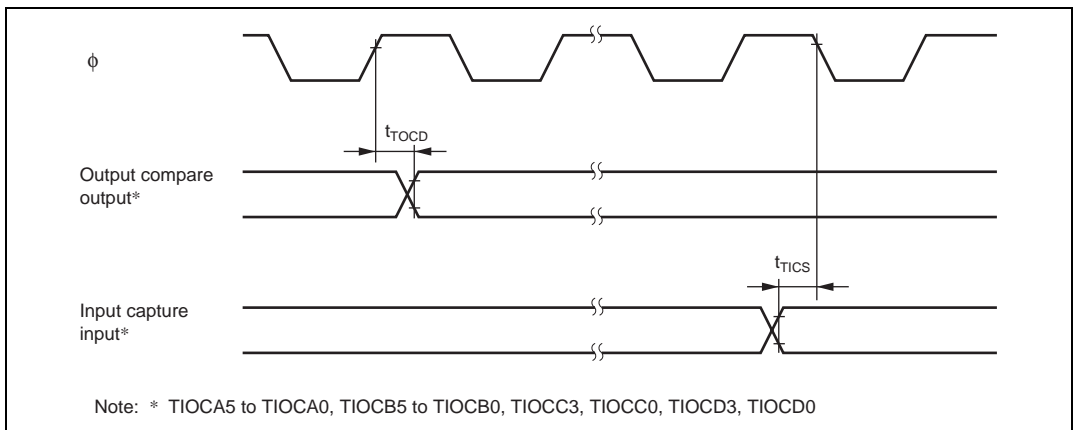 ϕ
tTOCD
Output compare
output*
tTICS
Input capture
input*
Note: * TIOCA5 to TIOCA0, TIOCB5 to TIOCB0, TIOCC3, TIOCC0, TIOCD3, TIOCD0